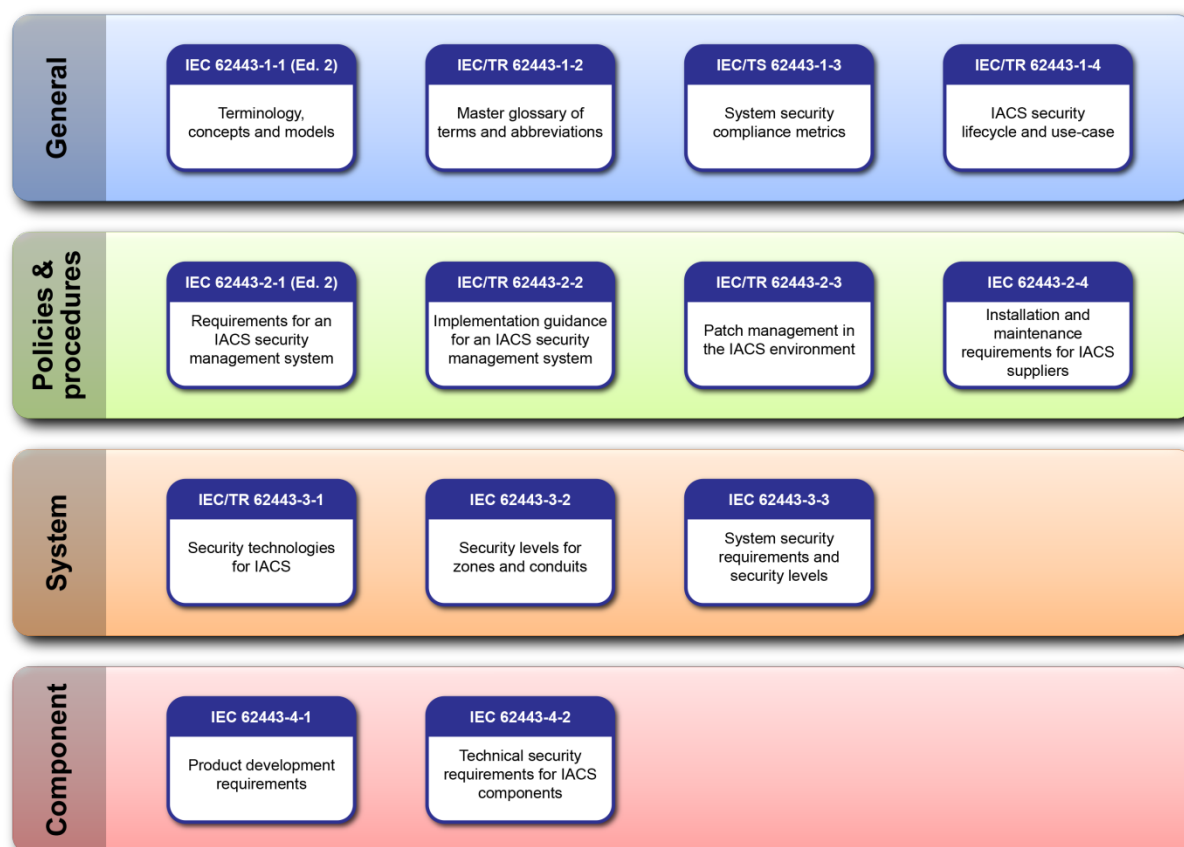 General
IEC 62443-1-1 (Ed. 2)
Terminology,
concepts and models
IEC/TR 62443-1-2
Master glossary of
terms and abbreviations
IEC/TS 62443-1-3
System security
compliance metrics
IEC/TR 62443-1-4
IACS security
lifecycle and use-case
Policies &
procedures
IEC 62443-2-1 (Ed. 2)
Requirements for an
IACS security
management system
IEC/TR 62443-2-2
Implementation guidance
for an IACS security
management system
IEC/TR 62443-2-3
Patch management in
the IACS environment
IEC 62443-2-4
Installation and
maintenance
requirements for IACS
suppliers
System
IEC/TR 62443-3-1
Security technologies
for IACS
IEC 62443-3-2
Security levels for
zones and conduits
IEC 62443-3-3
System security
requirements and
security levels
Component
IEC 62443-4-1
Product development
requirements
IEC 62443-4-2
Technical security
requirements for IACS
components